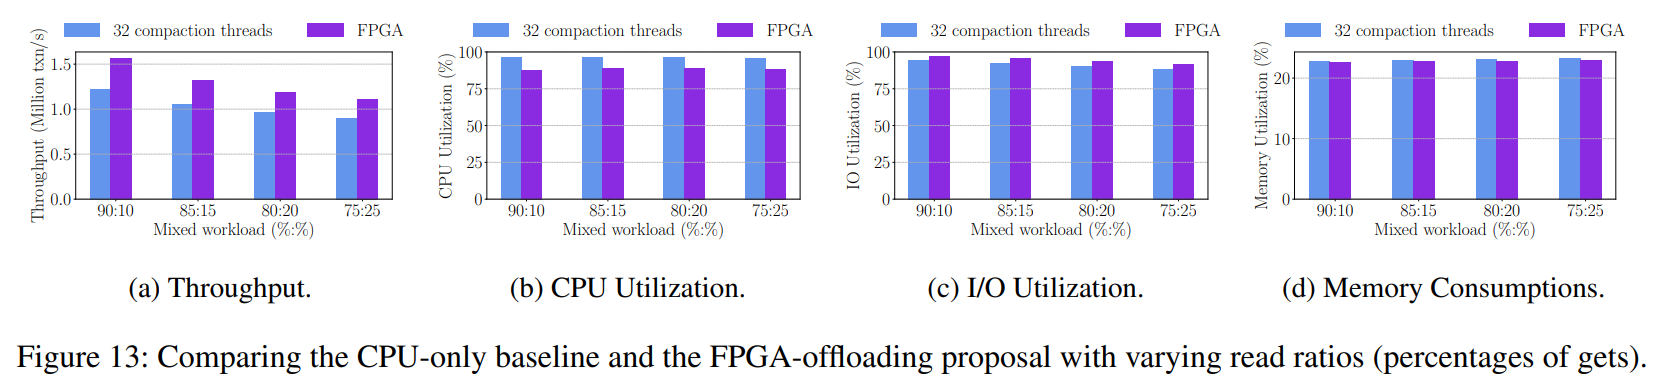 32 compaction threads FPGA
Throughput (Million txn/s)
1.5
1.0
0.5
0.0
90:10 85:15 80:20 75:25
Mixed workload (%:%)
(a) Throughput.
32 compaction threads FPGA
CPU Utilization (%)
100
75
50
25
0
90:10 85:15 80:20 75:25
Mixed workload (%:%)
(b) CPU Utilization.
32 compaction threads FPGA
IO Utilization (%)
100
75
50
25
0
90:10 85:15 80:20 75:25
Mixed workload (%:%)
(c) I/O Utilization.
32 compaction threads FPGA
Memory Utilization (%)
20
10
0
90:10 85:15 80:20 75:25
Mixed workload (%:%)
(d) Memory Consumptions.
Figure 13: Comparing the CPU-only baseline and the FPGA-offloading proposal with varying read ratios (percentages of gets).